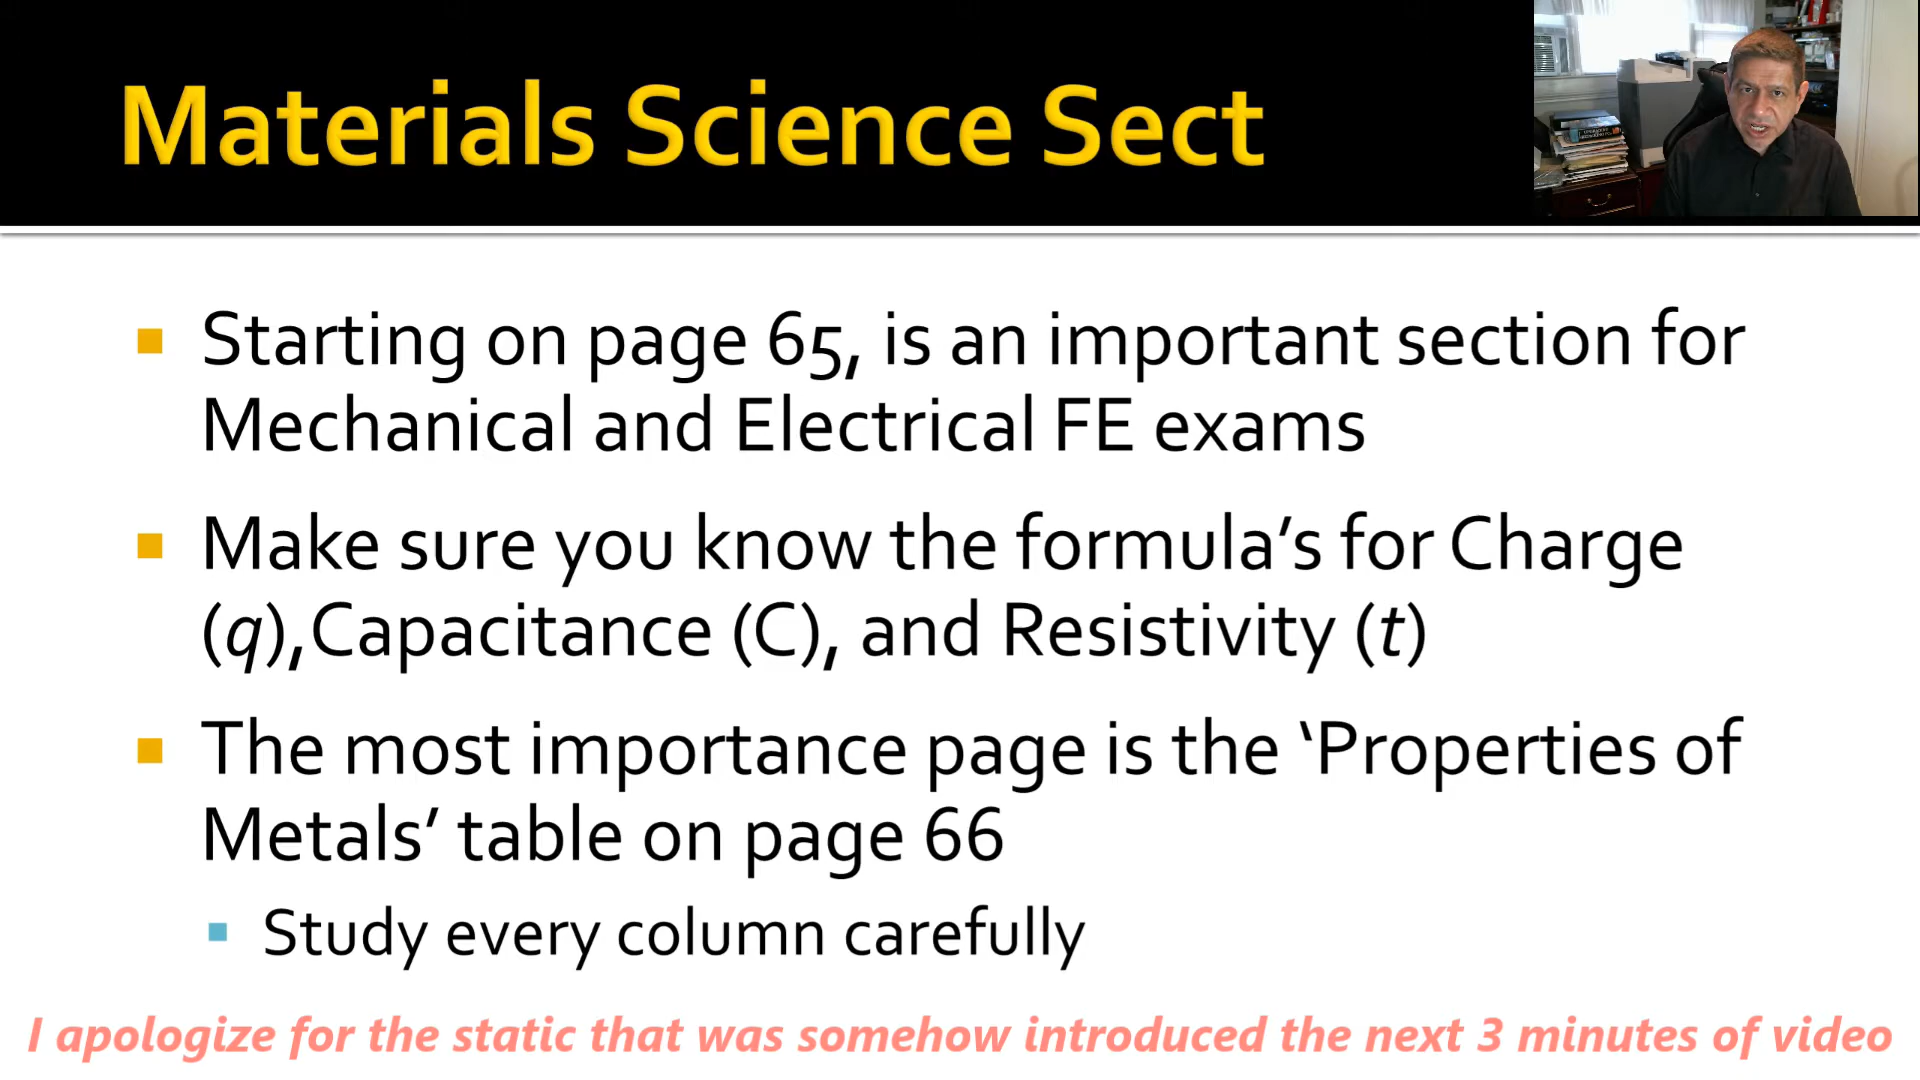 Materials Science Sect
Starting on page 65, is an important section for
Mechanical and Electrical FE exams
Make sure you know the formula’s for Charge
(q),Capacitance (C), and Resistivity (t)
The most importance page is the ‘Properties of
Metals’ table on page 66
Study every column carefully
I apologize for the static that was somehow introduced the next 3 minutes of video